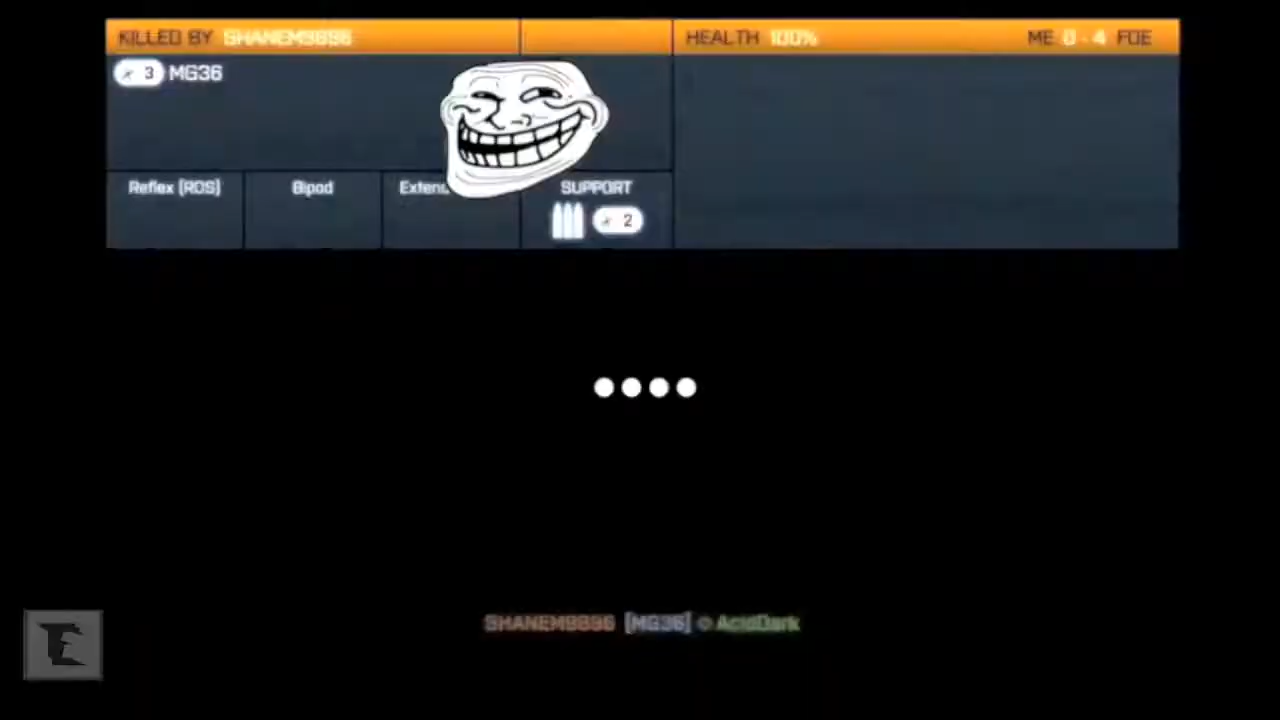 KILLED BY SHANEM9896 HEALTH 100% ME 0 - 4 FOE
3 MG36
Reflex (RDS) Bipod Extend SUPPORT
2
SHANEM9896 [MG36] AcidDark